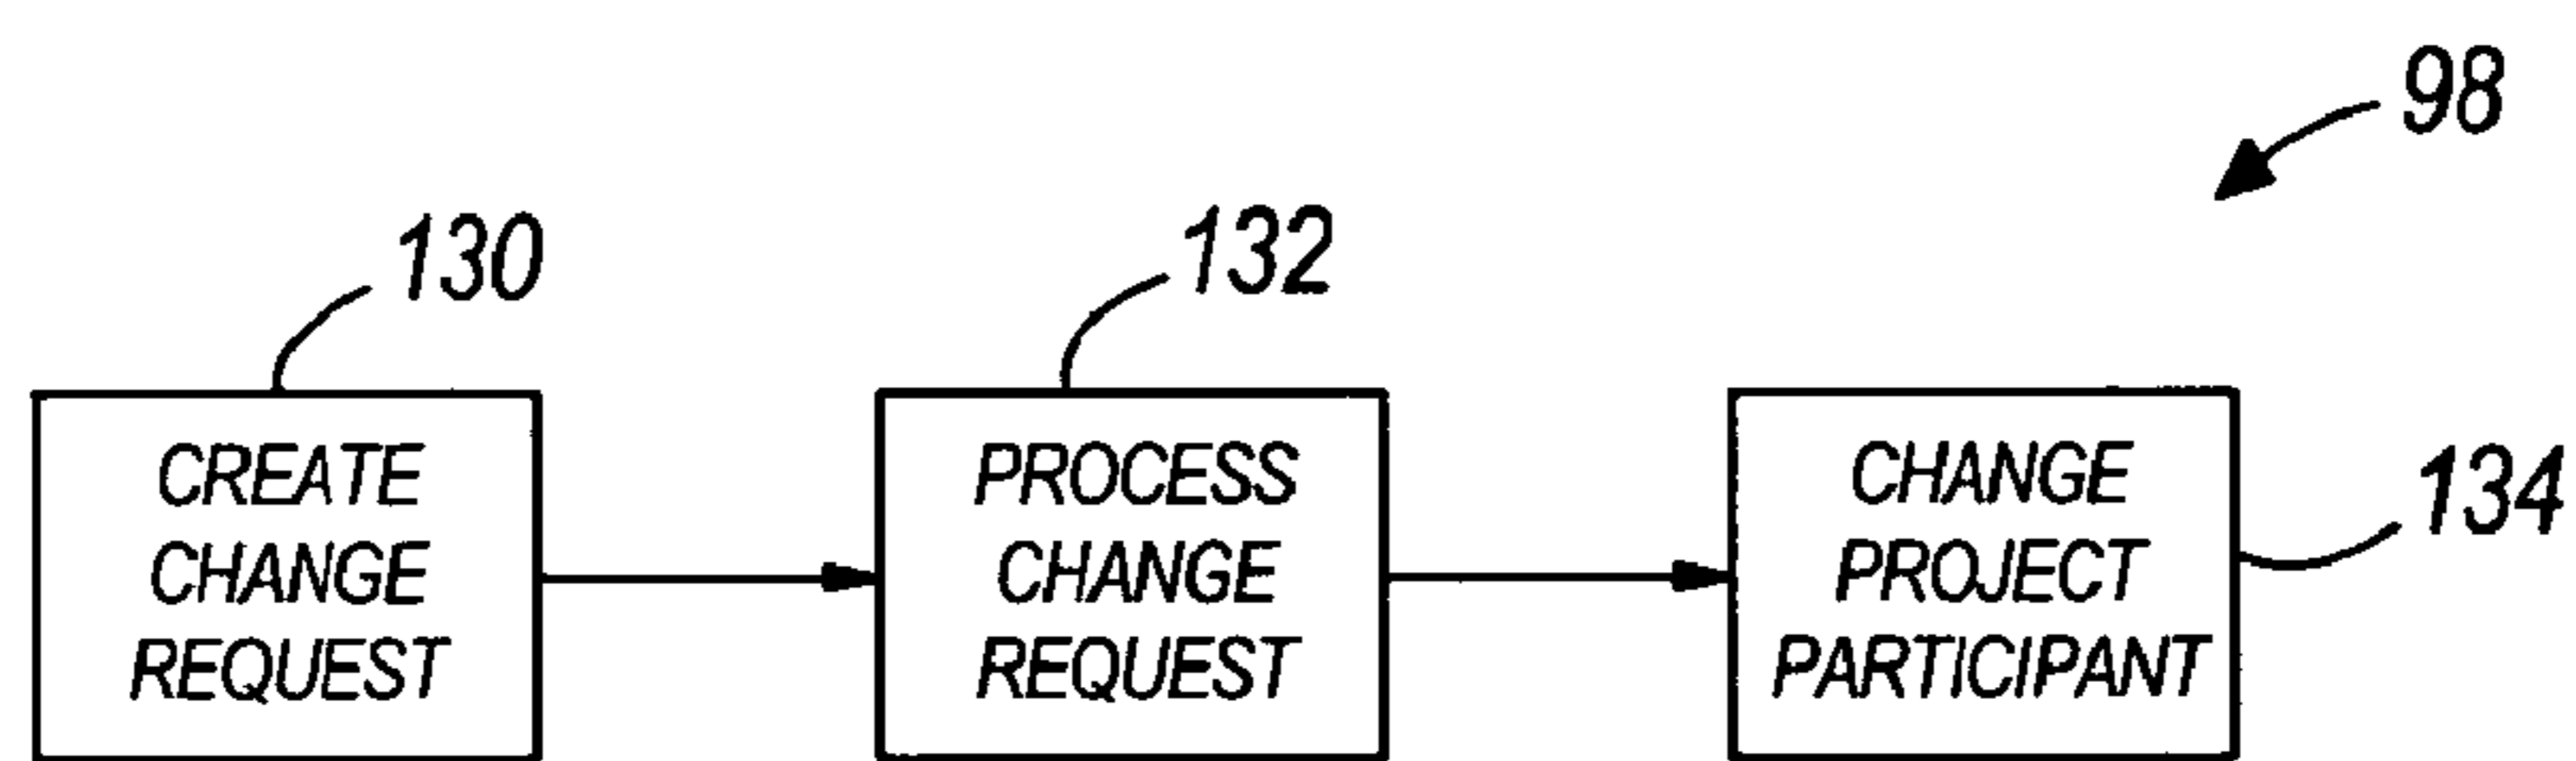 98
130
132
CREATE
CHANGE
REQUEST
PROCESS
CHANGE
REQUEST
CHANGE
PROJECT
PARTICIPANT
134